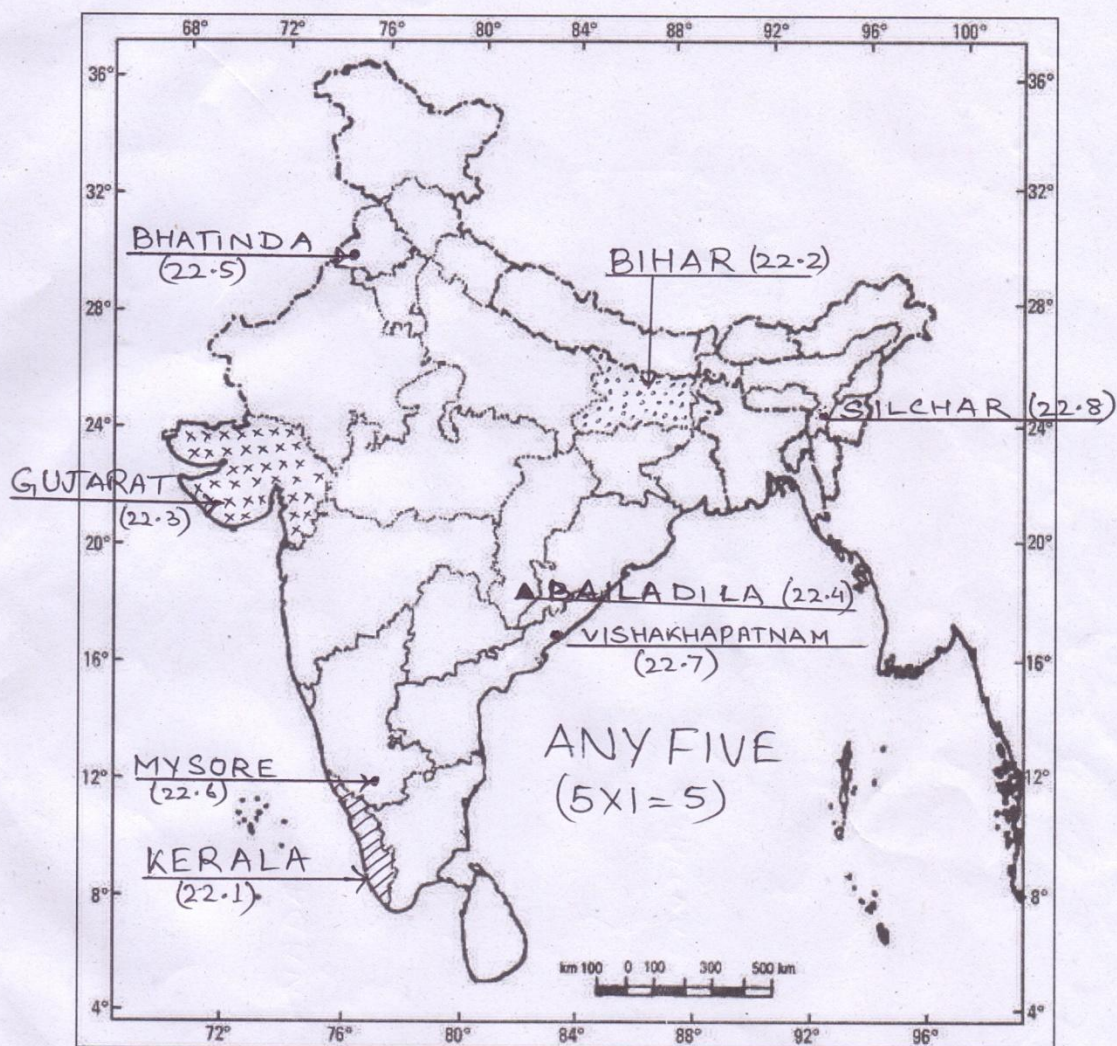 68° 72° 76° 80° 84° 88° 92° 96° 100°
36° 36°
32° 32°
BHATINDA
(22.5)
BIHAR (22.2)
28° 28°
SILCHAR (22.8)
24° 24°
GUJARAT
(22.3)
20° 20°
BAILADILA (22.4)
VISHAKHAPATNAM
(22.7)
16° 16°
ANY FIVE
(5X1=5)
MYSORE
(22.6)
12° 12°
KERALA
(22.1)
8° 8°
km 100 0 100 300 500 km
4° 4°
72° 76° 80° 84° 88° 92° 96°